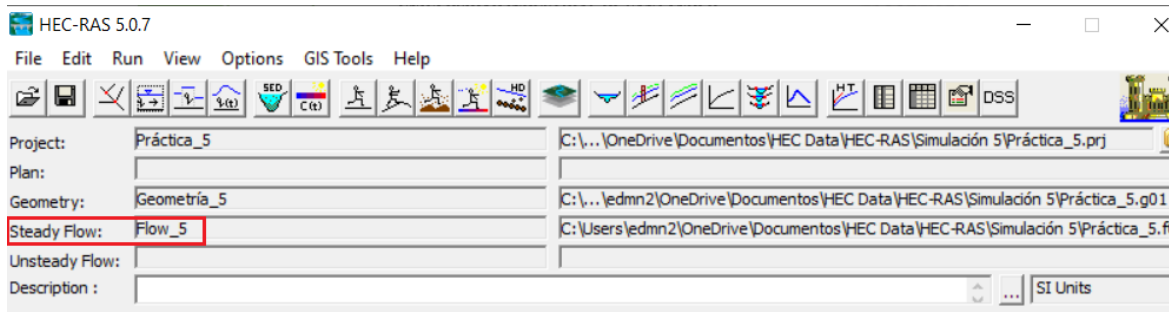 HEC-RAS 5.0.7
File Edit Run View Options GIS Tools Help
SED C(t) HD HT DSS
Project: Práctica_5 C:\...\OneDrive\Documentos\HEC Data\HEC-RAS\Simulación 5\Práctica_5.prj
Plan:
Geometry: Geometría_5 C:\...\edmn2\OneDrive\Documentos\HEC Data\HEC-RAS\Simulación 5\Práctica_5.g01
Steady Flow: Flow_5 C:\Users\edmn2\OneDrive\Documentos\HEC Data\HEC-RAS\Simulación 5\Práctica_5.f
Unsteady Flow:
Description : ... SI Units